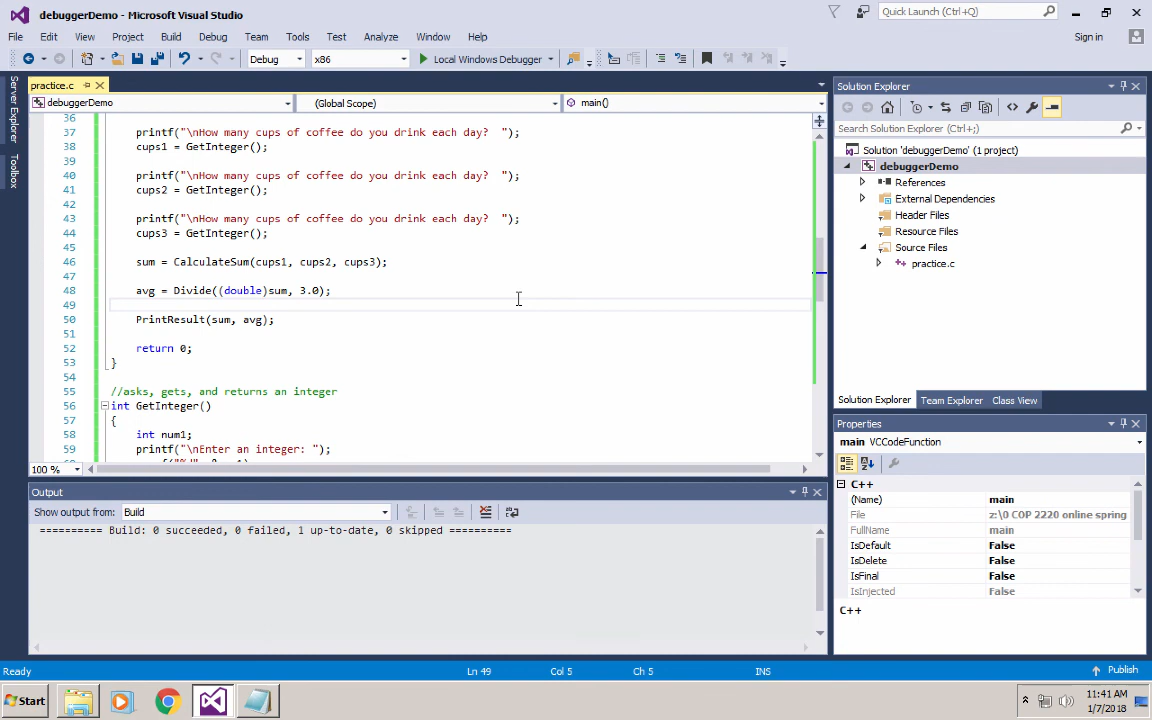 debuggerDemo - Microsoft Visual Studio
Quick Launch (Ctrl+Q)
File Edit View Project Build Debug Team Tools Test Analyze Window Help
Sign in
Debug x86 Local Windows Debugger
Server Explorer
Toolbox
practice.c
debuggerDemo (Global Scope) main()
36
37 printf("\nHow many cups of coffee do you drink each day?  ");
38 cups1 = GetInteger();
39
40 printf("\nHow many cups of coffee do you drink each day?  ");
41 cups2 = GetInteger();
42
43 printf("\nHow many cups of coffee do you drink each day?  ");
44 cups3 = GetInteger();
45
46 sum = CalculateSum(cups1, cups2, cups3);
47
48 avg = Divide((double)sum, 3.0);
49
50 PrintResult(sum, avg);
51
52 return 0;
53 }
54
55 //asks, gets, and returns an integer
56 int GetInteger()
57 {
58 int num1;
59 printf("\nEnter an integer: ");
100 %
Output
Show output from: Build
========== Build: 0 succeeded, 0 failed, 1 up-to-date, 0 skipped ==========
Solution Explorer
Search Solution Explorer (Ctrl+;)
Solution 'debuggerDemo' (1 project)
debuggerDemo
References
External Dependencies
Header Files
Resource Files
Source Files
practice.c
Solution Explorer Team Explorer Class View
Properties
main VCCodeFunction
C++
(Name) main
File z:\0 COP 2220 online spring
FullName main
IsDefault False
IsDelete False
IsFinal False
IsInjected False
C++
Ready Ln 49 Col 5 Ch 5 INS Publish
Start
11:41 AM
1/7/2018